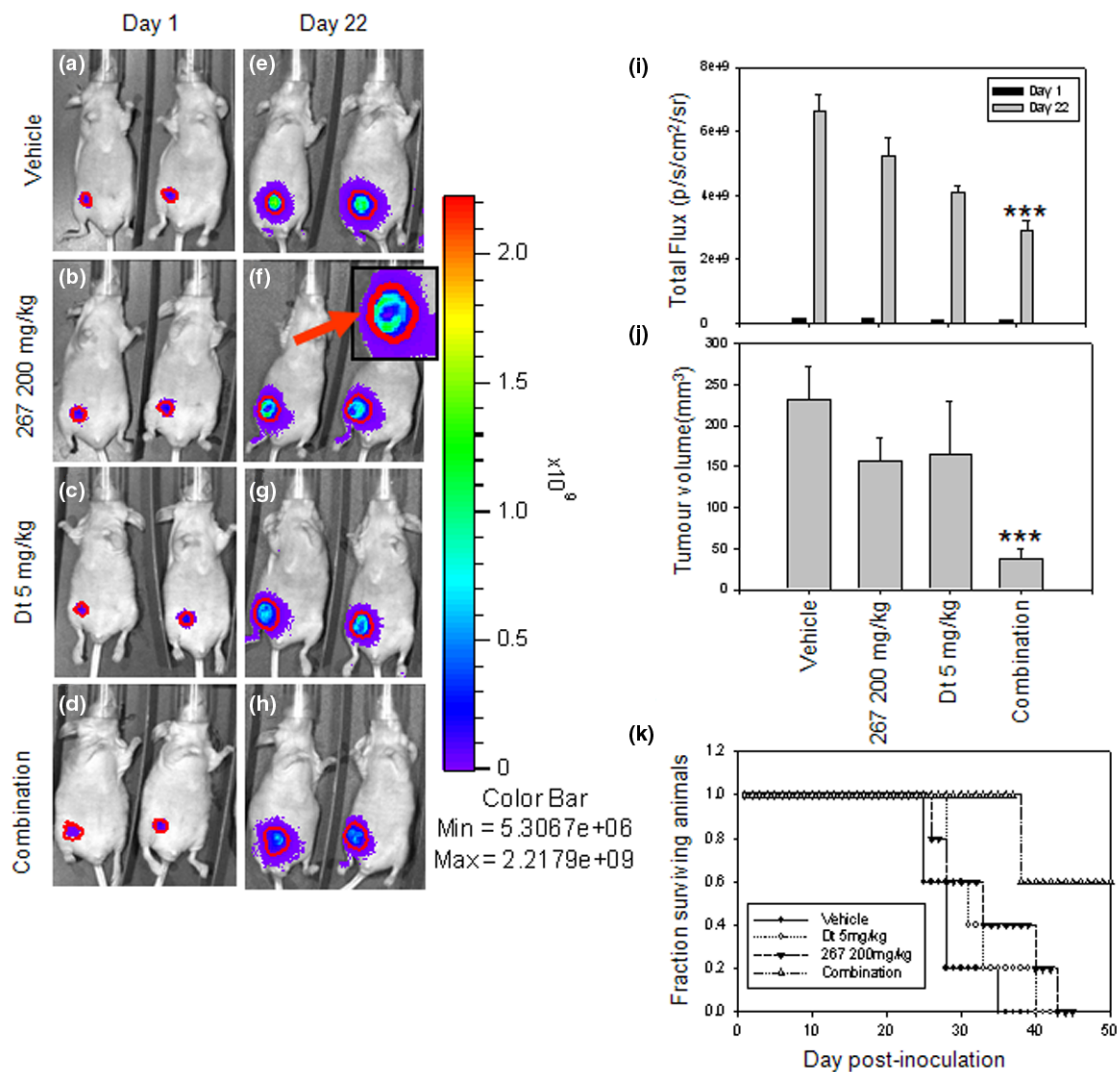 Day 1
Day 22
(a)
(e)
Vehicle
(b)
(f)
267 200 mg/kg
(c)
(g)
Dt 5 mg/kg
(d)
(h)
Combination
2.0
1.5
1.0
0.5
0
x10^9
Color Bar
Min = 5.3067e+06
Max = 2.2179e+09
(i)
Total Flux (p/s/cm²/sr)
8e+9
6e+9
4e+9
2e+9
0
Day 1
Day 22
***
(j)
Tumour volume(mm³)
300
250
200
150
100
50
0
***
Vehicle
267 200 mg/kg
Dt 5 mg/kg
Combination
(k)
Fraction surviving animals
1.2
1.0
0.8
0.6
0.4
0.2
0.0
Vehicle
Dt 5mg/kg
267 200mg/kg
Combination
0
10
20
30
40
50
Day post-inoculation